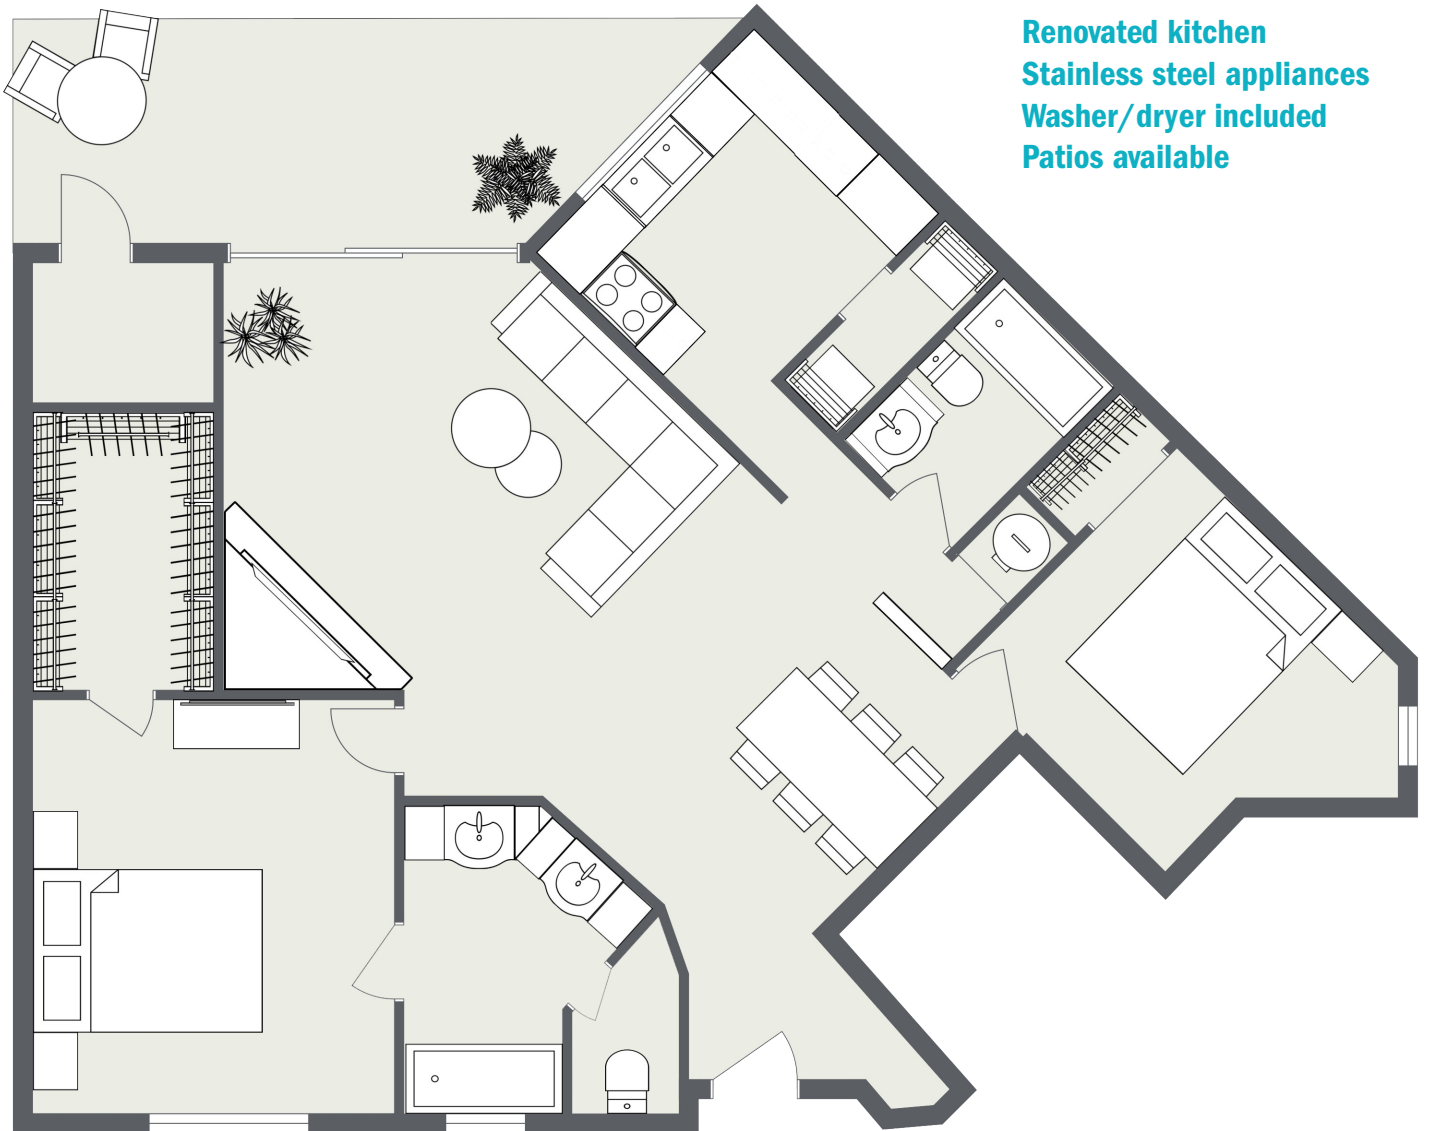 Renovated kitchen
Stainless steel appliances
Washer/dryer included
Patios available